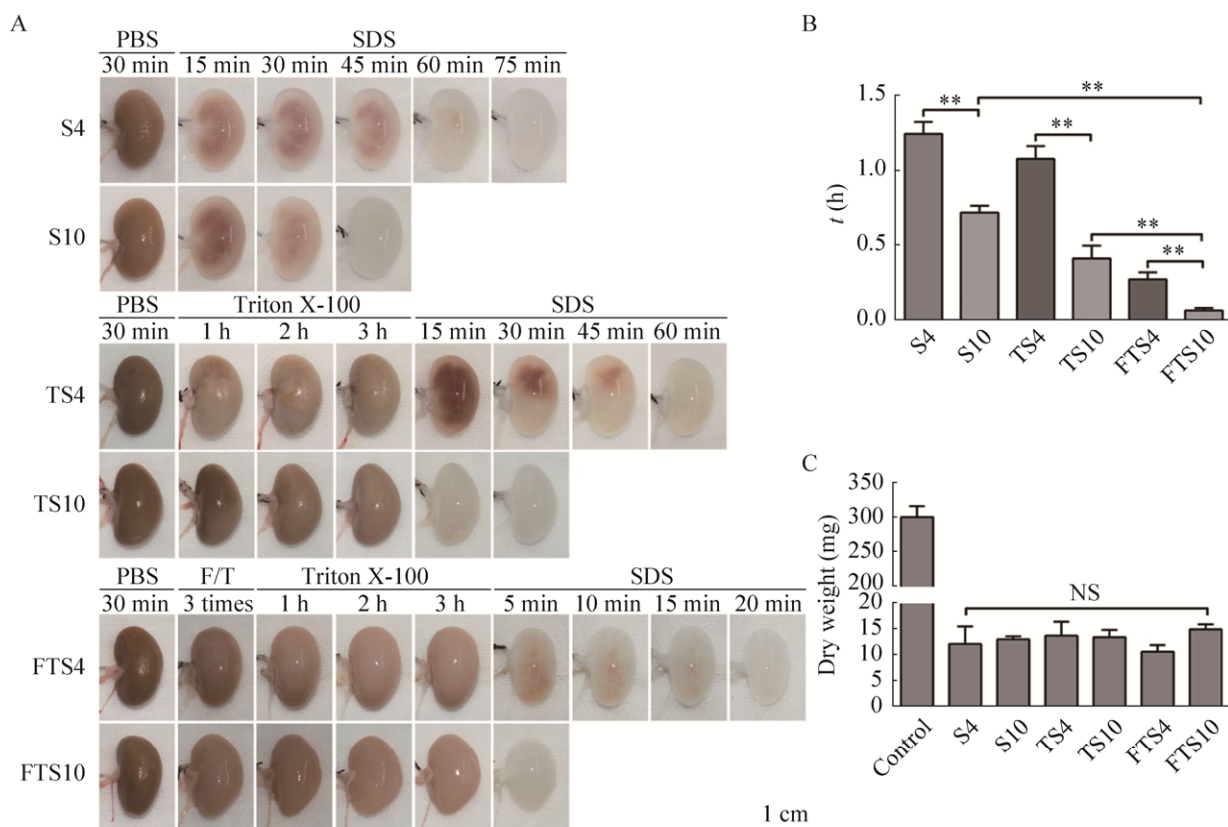 A
PBS SDS
30 min 15 min 30 min 45 min 60 min 75 min
S4
S10
PBS Triton X-100 SDS
30 min 1 h 2 h 3 h 15 min 30 min 45 min 60 min
TS4
TS10
PBS F/T Triton X-100 SDS
30 min 3 times 1 h 2 h 3 h 5 min 10 min 15 min 20 min
FTS4
FTS10
1 cm
B
** **
1.5
**
1.0
t (h)
**
0.5
**
0.0
S4 S10 TS4 TS10 FTS4 FTS10
C
350
300
250
200
Dry weight (mg)
NS
20
15
10
5
0
Control S4 S10 TS4 TS10 FTS4 FTS10